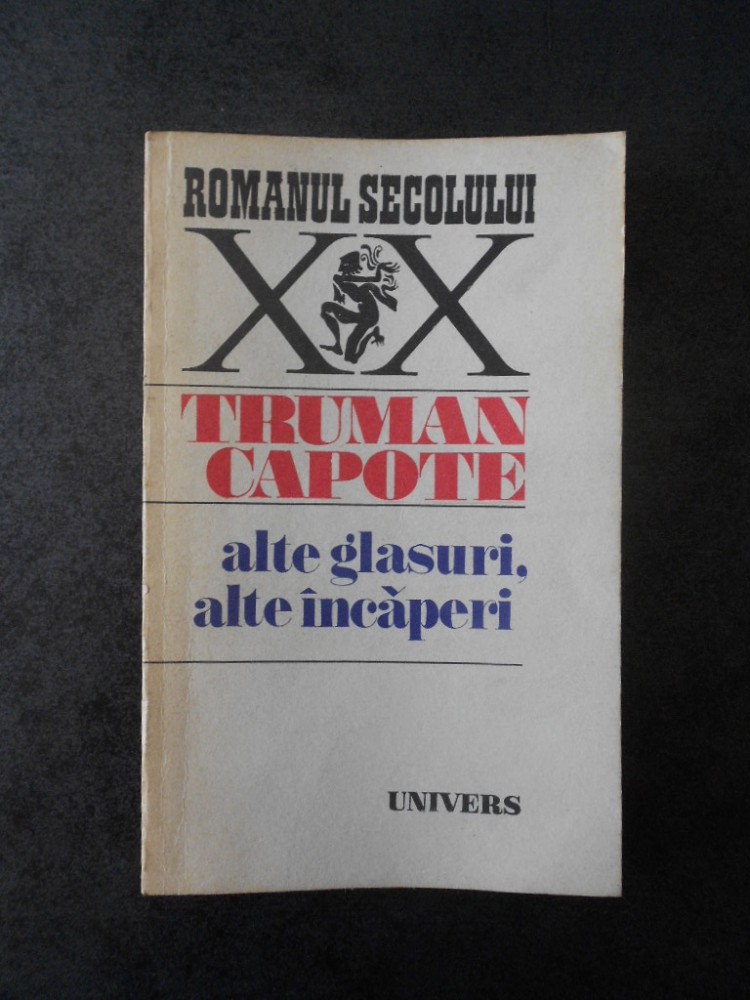 ROMANUL SECOLULUI
XX
TRUMAN
CAPOTE
alte glasuri,
alte încăperi
UNIVERS